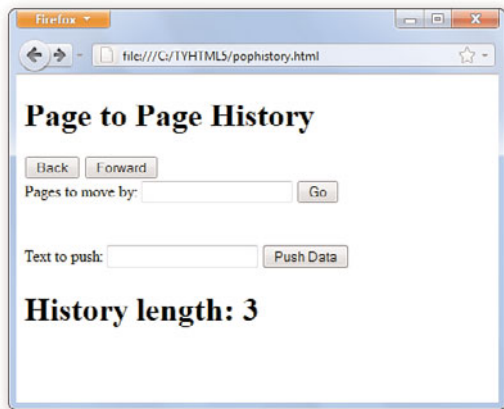 Firefox
file:///C:/TYHTML5/pophistory.html
Page to Page History
Back Forward
Pages to move by: Go
Text to push: Push Data
History length: 3